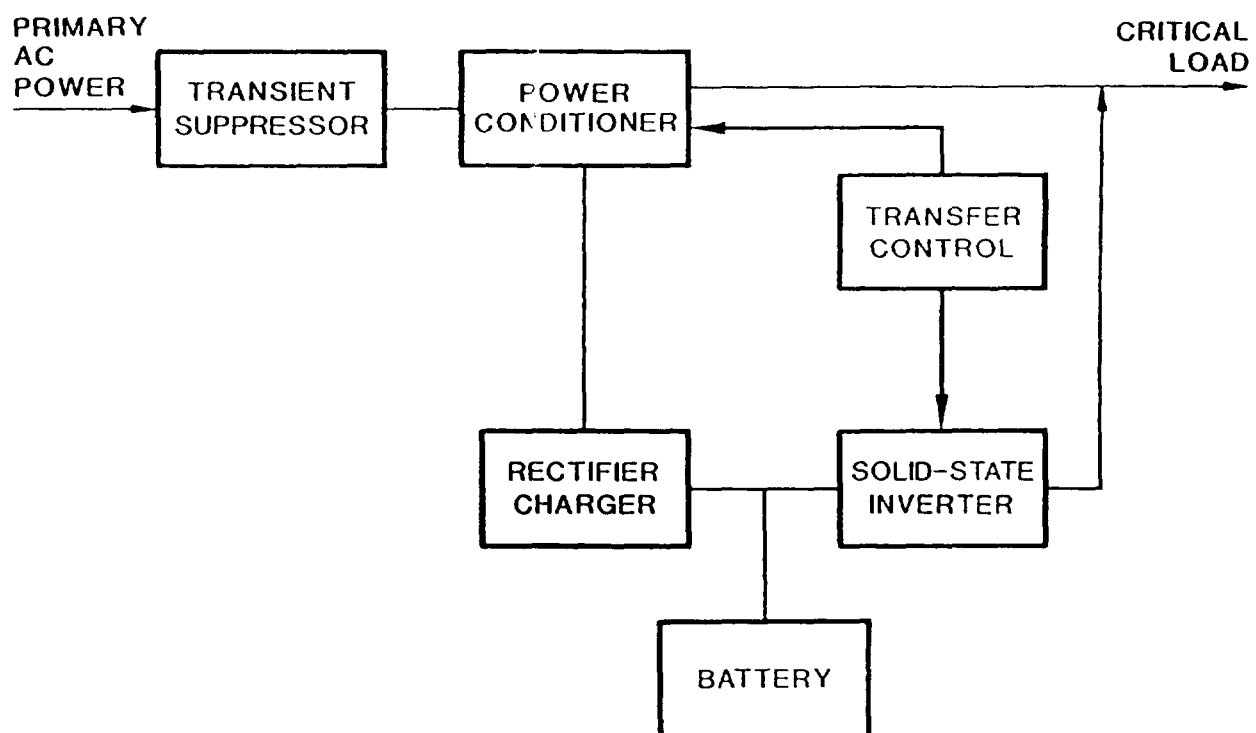 PRIMARY
AC
POWER
TRANSIENT
SUPPRESSOR
POWER
CONDITIONER
CRITICAL
LOAD
TRANSFER
CONTROL
RECTIFIER
CHARGER
SOLID-STATE
INVERTER
BATTERY